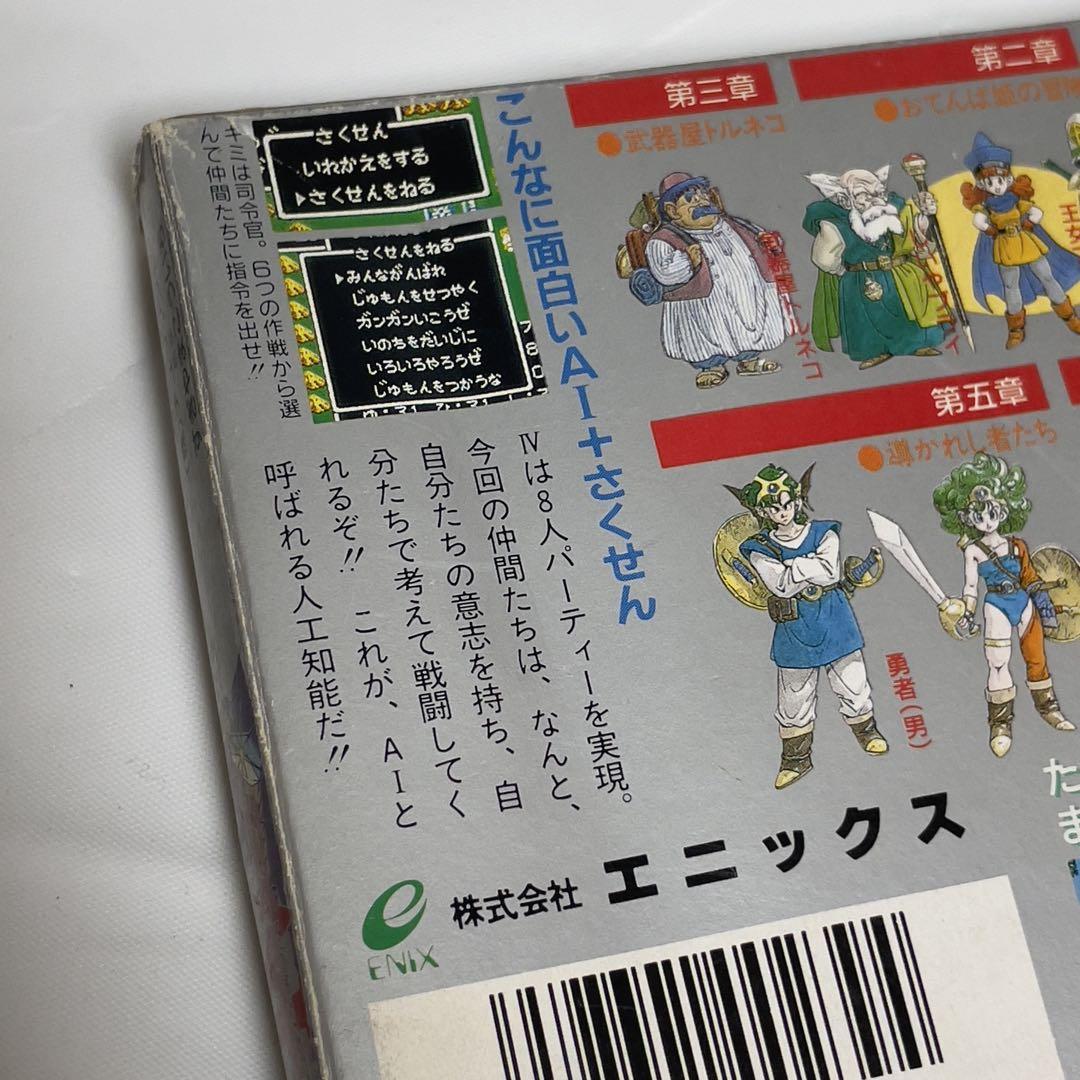 第二章
●おてんば姫の冒険
第三章
●武器屋トルネコ
王女
ブライ
武器屋トルネコ
第五章
●導かれし者たち
勇者(男)
こんなに面白いAI+さくせん
さくせん
いれかえをする
▶さくせんをねる
さくせんをねる
▶みんながんばれ
じゅもんをせつやく
ガンガンいこうぜ
いのちをだいじに
いろいろやろうぜ
じゅもんをつかうな
キミは司令官。6つの作戦から選
んで仲間たちに指令を出せ!!
Ⅳは8人パーティーを実現。
今回の仲間たちは、なんと、
自分たちの意志を持ち、自
分たちで考えて戦闘してく
れるぞ!! これが、AIと
呼ばれる人工知能だ!!
ENIX
株式会社 エニックス